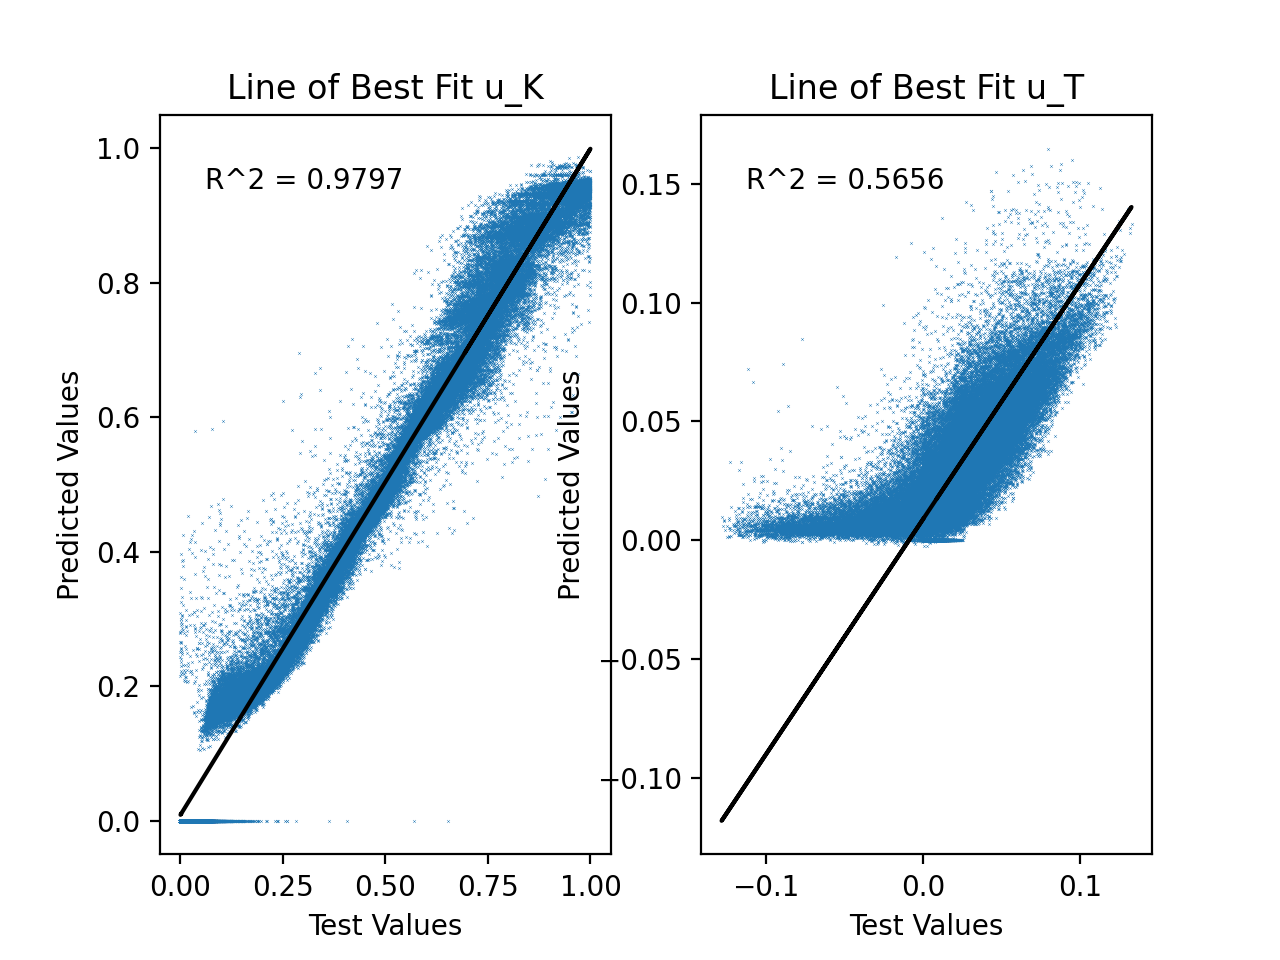 Line of Best Fit u_K
R^2 = 0.9797
1.0
0.8
0.6
0.4
0.2
0.0
Predicted Values
0.00 0.25 0.50 0.75 1.00
Test Values
Line of Best Fit u_T
R^2 = 0.5656
0.15
0.10
0.05
0.00
−0.05
−0.10
Predicted Values
−0.1 0.0 0.1
Test Values